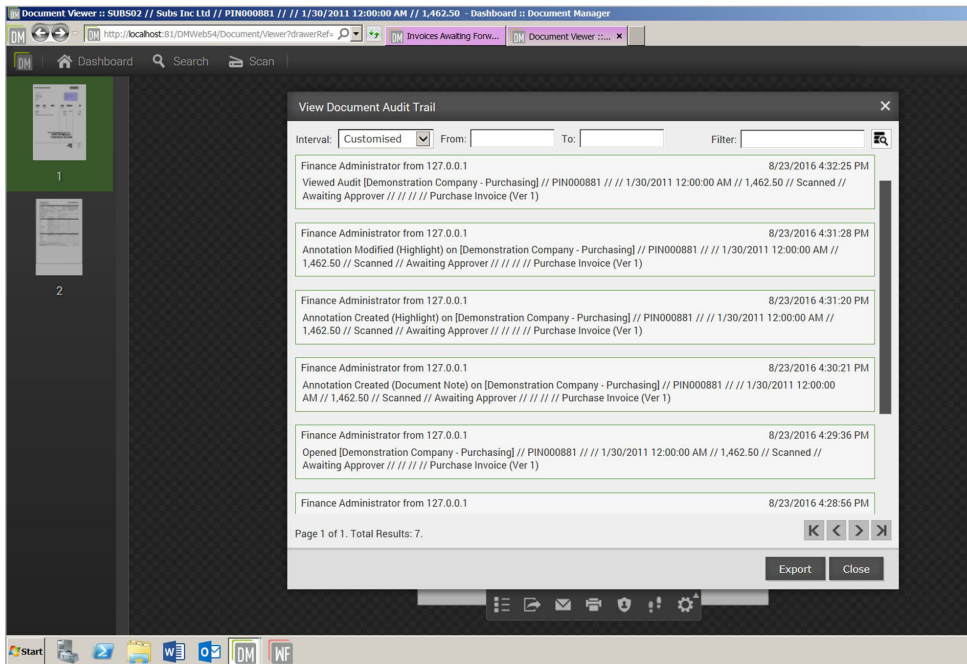 Document Viewer :: SUBS02 // Subs Inc Ltd // PIN000881 // // 1/30/2011 12:00:00 AM // 1,462.50 - Dashboard :: Document Manager
DM
DM http://localhost:81/DMWeb54/Document/Viewer?drawerRef=
DM Invoices Awaiting Forw...
DM Document Viewer ::... ×
DM Dashboard Search Scan
1
2
View Document Audit Trail
Interval: Customised From: To: Filter:
Finance Administrator from 127.0.0.1 8/23/2016 4:32:25 PM
Viewed Audit [Demonstration Company - Purchasing] // PIN000881 // // 1/30/2011 12:00:00 AM // 1,462.50 // Scanned //
Awaiting Approver // // // // Purchase Invoice (Ver 1)
Finance Administrator from 127.0.0.1 8/23/2016 4:31:28 PM
Annotation Modified (Highlight) on [Demonstration Company - Purchasing] // PIN000881 // // 1/30/2011 12:00:00 AM //
1,462.50 // Scanned // Awaiting Approver // // // // Purchase Invoice (Ver 1)
Finance Administrator from 127.0.0.1 8/23/2016 4:31:20 PM
Annotation Created (Highlight) on [Demonstration Company - Purchasing] // PIN000881 // // 1/30/2011 12:00:00 AM //
1,462.50 // Scanned // Awaiting Approver // // // // Purchase Invoice (Ver 1)
Finance Administrator from 127.0.0.1 8/23/2016 4:30:21 PM
Annotation Created (Document Note) on [Demonstration Company - Purchasing] // PIN000881 // // 1/30/2011 12:00:00
AM // 1,462.50 // Scanned // Awaiting Approver // // // // Purchase Invoice (Ver 1)
Finance Administrator from 127.0.0.1 8/23/2016 4:29:36 PM
Opened [Demonstration Company - Purchasing] // PIN000881 // // 1/30/2011 12:00:00 AM // 1,462.50 // Scanned //
Awaiting Approver // // // // Purchase Invoice (Ver 1)
Finance Administrator from 127.0.0.1 8/23/2016 4:28:56 PM
Page 1 of 1. Total Results: 7.
Export Close
Start DM WF